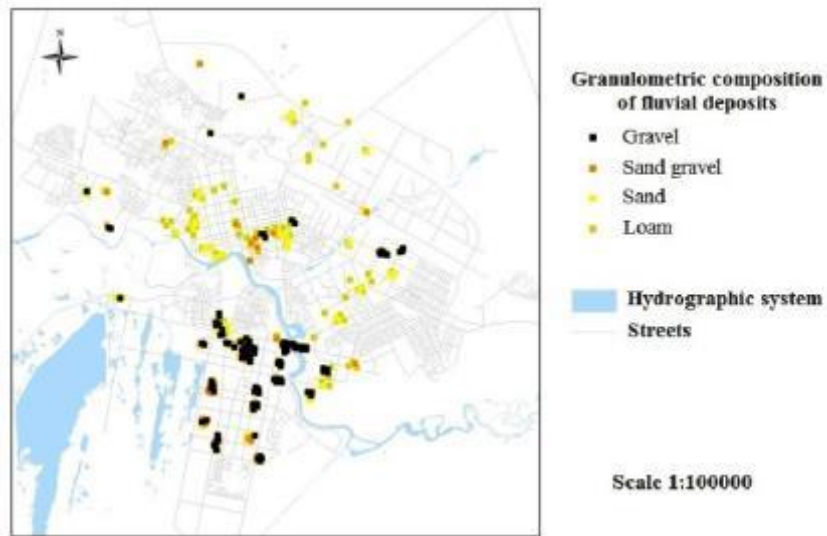 N
Granulometric composition
of fluvial deposits
Gravel
Sand gravel
Sand
Loam
Hydrographic system
Streets
Scale 1:100000